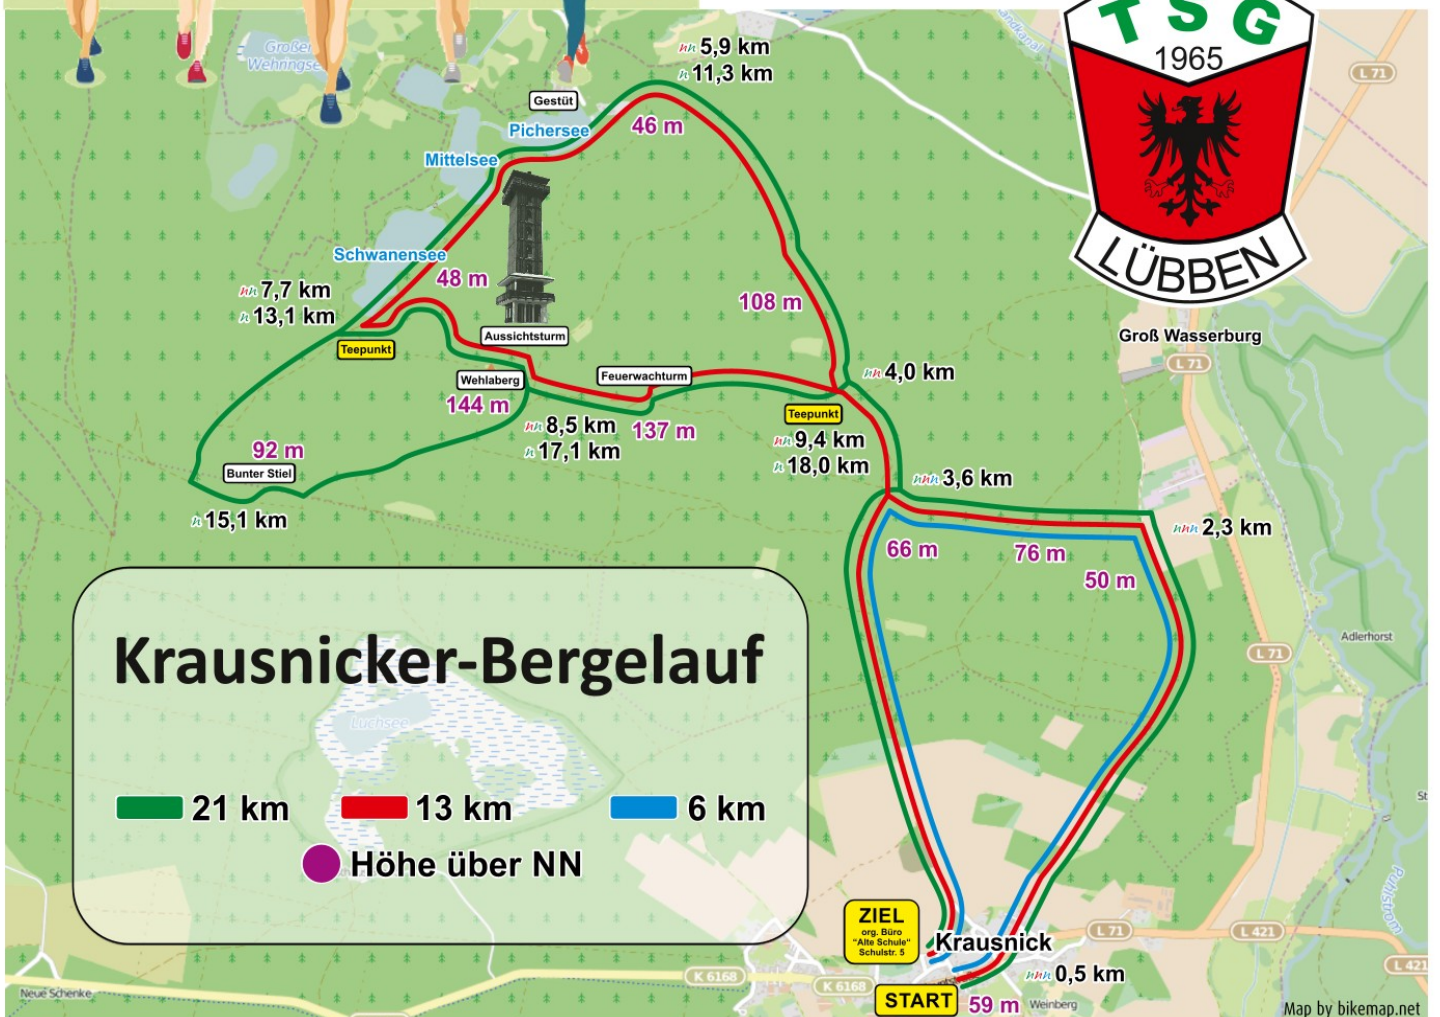 TSG
1965
LÜBBEN
5,9 km
11,3 km
Gestüt
Pichersee
46 m
Mittelsee
L 71
Schwanensee
48 m
7,7 km
13,1 km
108 m
Teepunkt
Aussichtsturm
Groß Wasserburg
L 71
Wehlaberg
Feuerwachturm
4,0 km
144 m
Teepunkt
8,5 km
17,1 km
137 m
9,4 km
18,0 km
92 m
Bunter Stiel
3,6 km
15,1 km
2,3 km
66 m
76 m
50 m
Krausnicker-Bergelauf
Adlerhorst
L 71
Luchsee
21 km
13 km
6 km
Höhe über NN
ZIEL
org. Büro
"Alte Schule"
Schulstr. 5
Krausnick
L 71
L 421
L 421
K 6168
K 6168
0,5 km
START
59 m
Weinberg
Neue Schenke
Map by bikemap.net